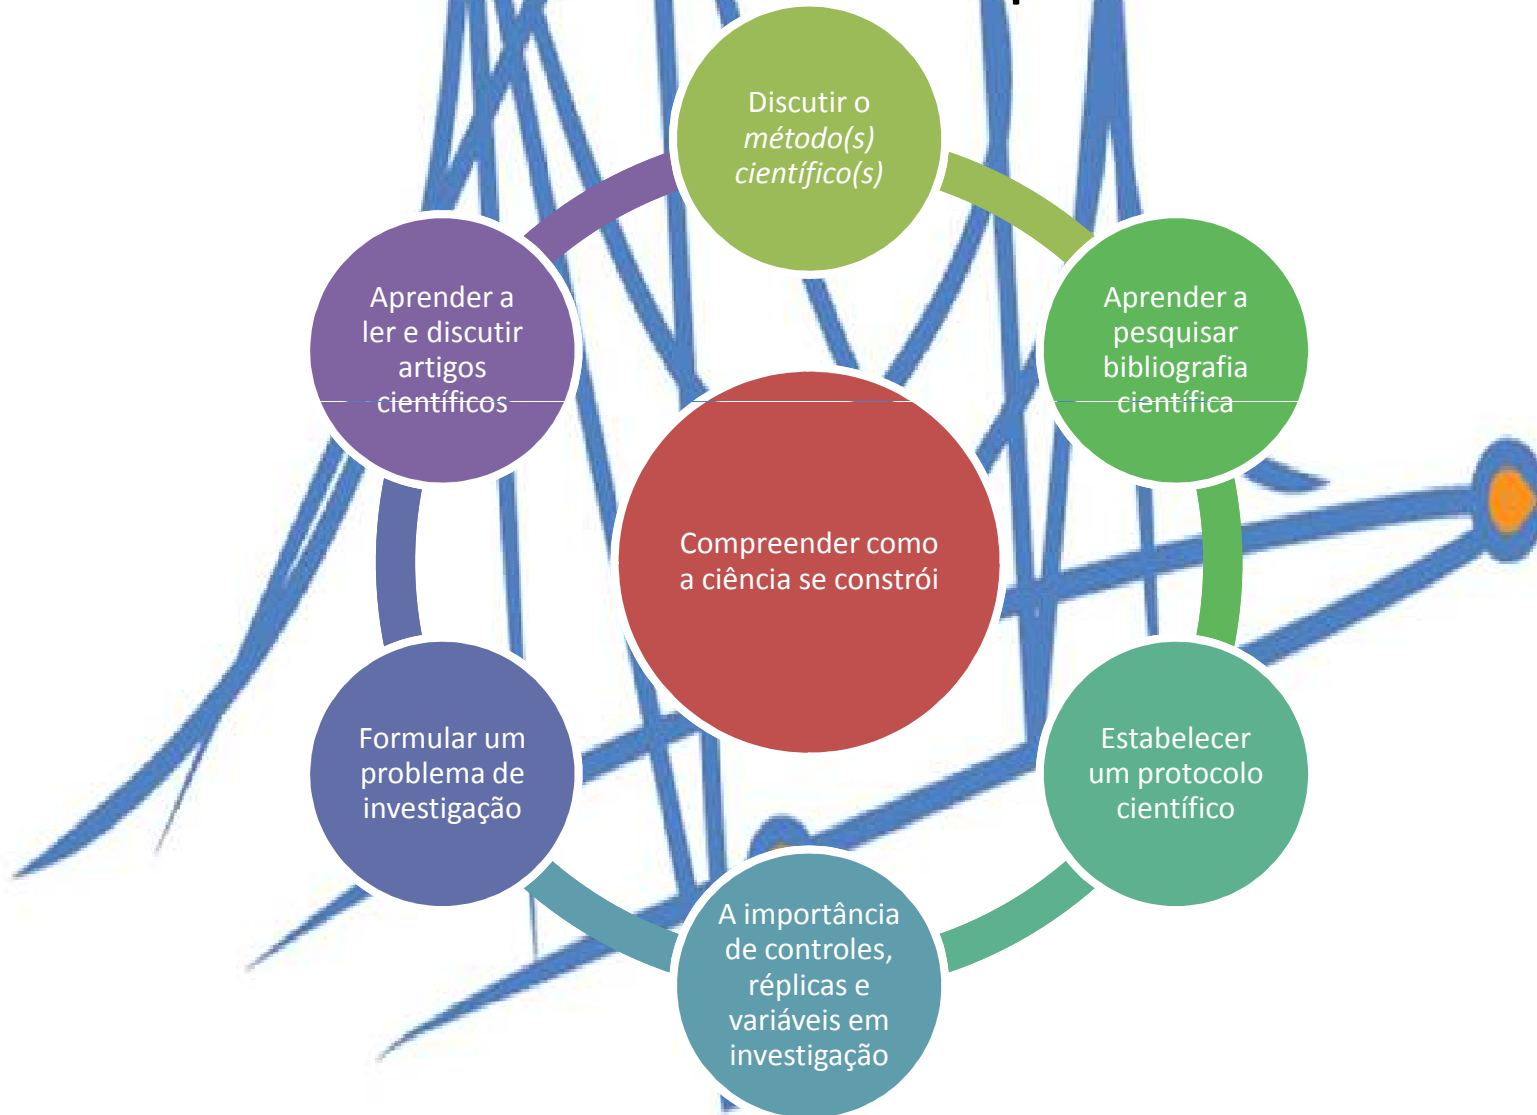 Discutir o
método(s)
científico(s)
Aprender a
pesquisar
bibliografia
científica
Estabelecer
um protocolo
científico
A importância
de controles,
réplicas e
variáveis em
investigação
Formular um
problema de
investigação
Aprender a
ler e discutir
artigos
científicos
Compreender como
a ciência se constrói